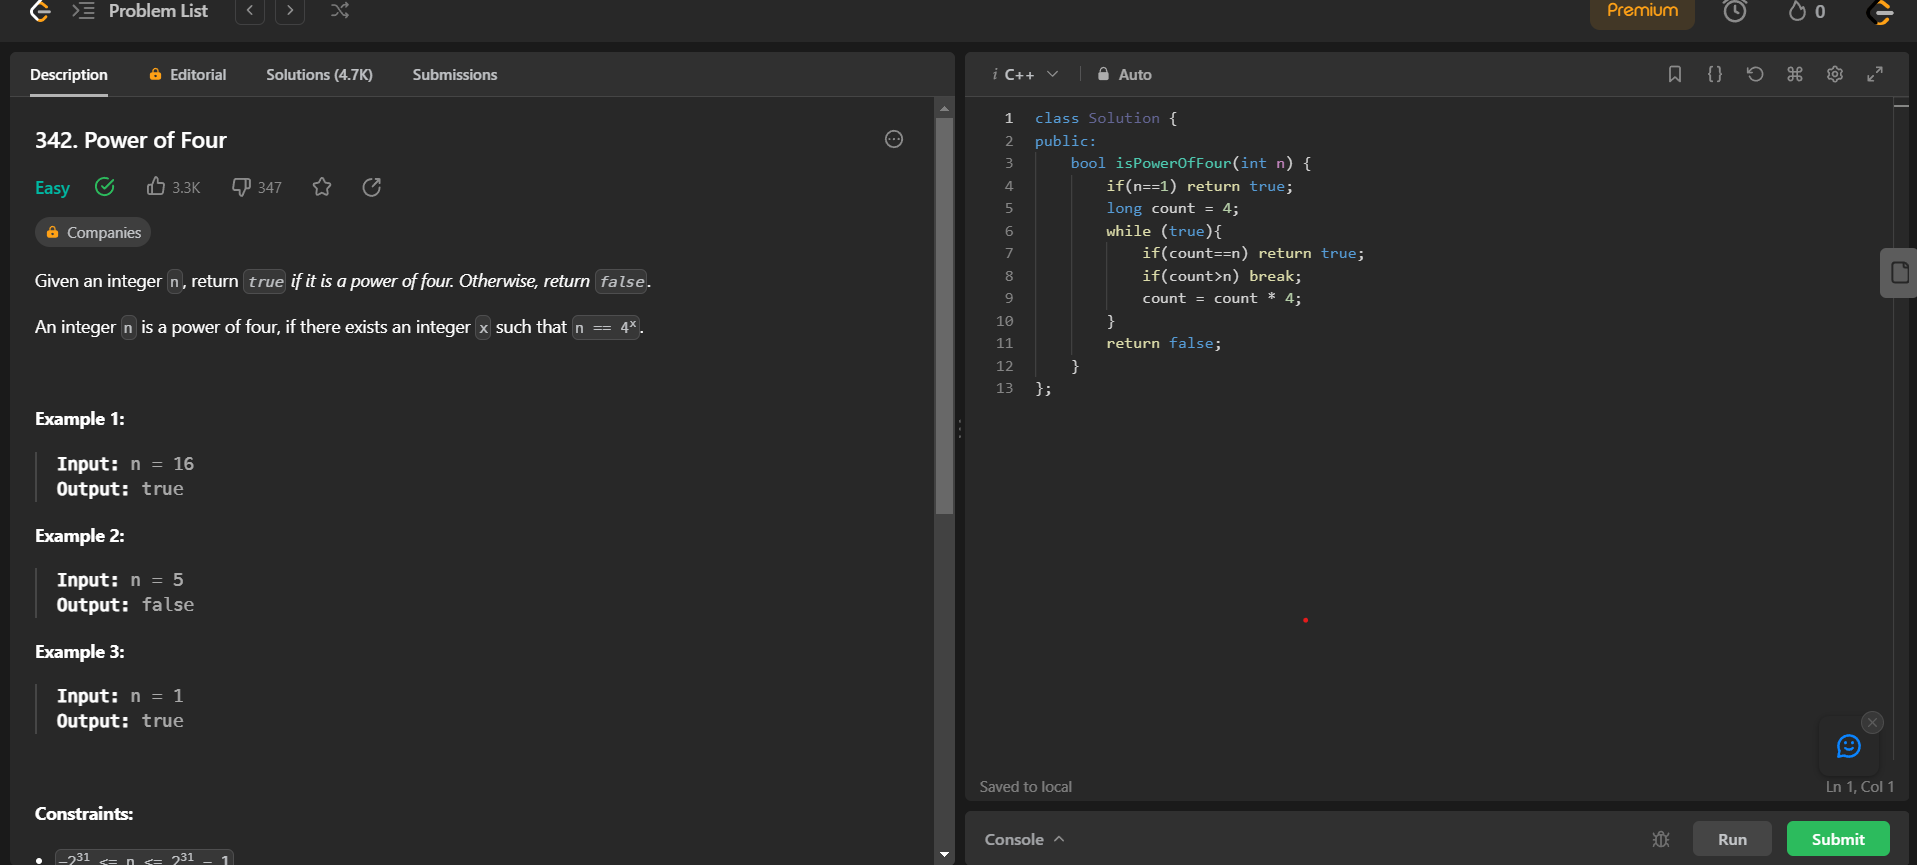 Problem List
Premium
0
Description
Editorial
Solutions (4.7K)
Submissions
342. Power of Four
Easy
3.3K
347
Companies
Given an integer n, return true if it is a power of four. Otherwise, return false.
An integer n is a power of four, if there exists an integer x such that n == 4ˣ.
Example 1:
Input: n = 16
Output: true
Example 2:
Input: n = 5
Output: false
Example 3:
Input: n = 1
Output: true
Constraints:
• −2³¹ <= n <= 2³¹ − 1
i C++
Auto
1 class Solution {
2 public:
3     bool isPowerOfFour(int n) {
4         if(n==1) return true;
5         long count = 4;
6         while (true){
7             if(count==n) return true;
8             if(count>n) break;
9             count = count * 4;
10         }
11         return false;
12     }
13 };
Saved to local
Ln 1, Col 1
Console
Run
Submit